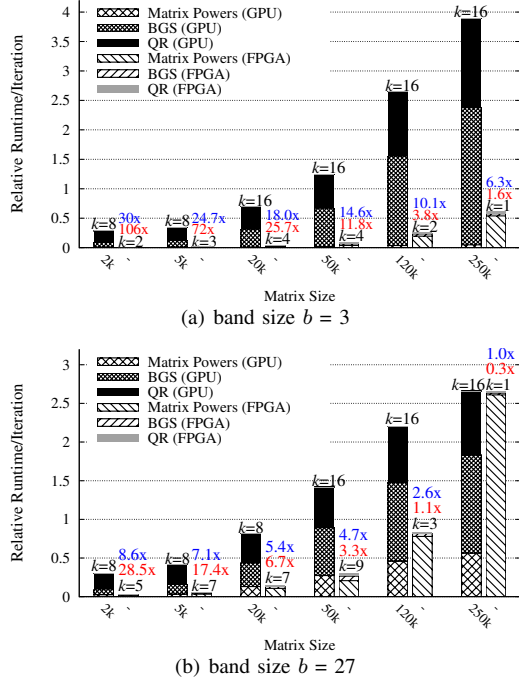 4
3.5
3
2.5
2
1.5
1
0.5
0
Relative Runtime/Iteration
Matrix Powers (GPU)
BGS (GPU)
QR (GPU)
Matrix Powers (FPGA)
BGS (FPGA)
QR (FPGA)
k=8
30x
106x
k=2
k=8
24.7x
72x
k=3
k=16
18.0x
25.7x
k=4
k=16
14.6x
11.8x
k=4
k=16
10.1x
3.8x
k=2
k=16
6.3x
1.6x
k=1
2k - 5k - 20k - 50k - 120k - 250k -
Matrix Size
(a) band size b = 3
3
2.5
2
1.5
1
0.5
0
Relative Runtime/Iteration
Matrix Powers (GPU)
BGS (GPU)
QR (GPU)
Matrix Powers (FPGA)
BGS (FPGA)
QR (FPGA)
k=8
8.6x
28.5x
k=5
k=8
7.1x
17.4x
k=7
k=8
5.4x
6.7x
k=7
k=16
4.7x
3.3x
k=9
k=16
2.6x
1.1x
k=3
k=16
1.0x
0.3x
k=1
2k - 5k - 20k - 50k - 120k - 250k -
Matrix Size
(b) band size b = 27